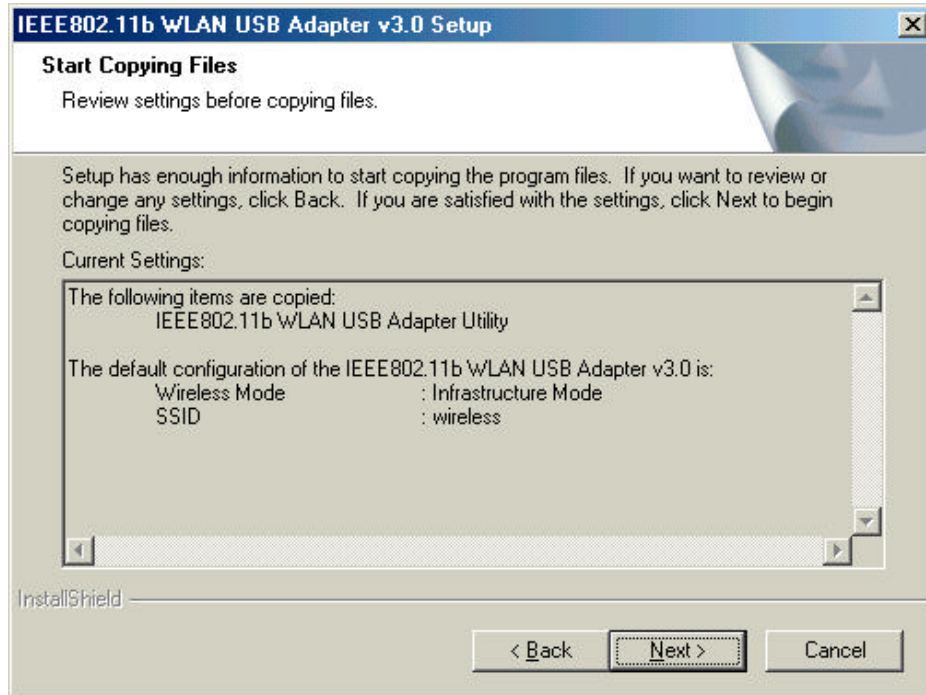 IEEE802.11b WLAN USB Adapter v3.0 Setup
Start Copying Files
Review settings before copying files.
Setup has enough information to start copying the program files.  If you want to review or
change any settings, click Back.  If you are satisfied with the settings, click Next to begin
copying files.
Current Settings:
The following items are copied:
IEEE802.11b WLAN USB Adapter Utility
The default configuration of the IEEE802.11b WLAN USB Adapter v3.0 is:
Wireless Mode : Infrastructure Mode
SSID : wireless
InstallShield
< Back Next > Cancel